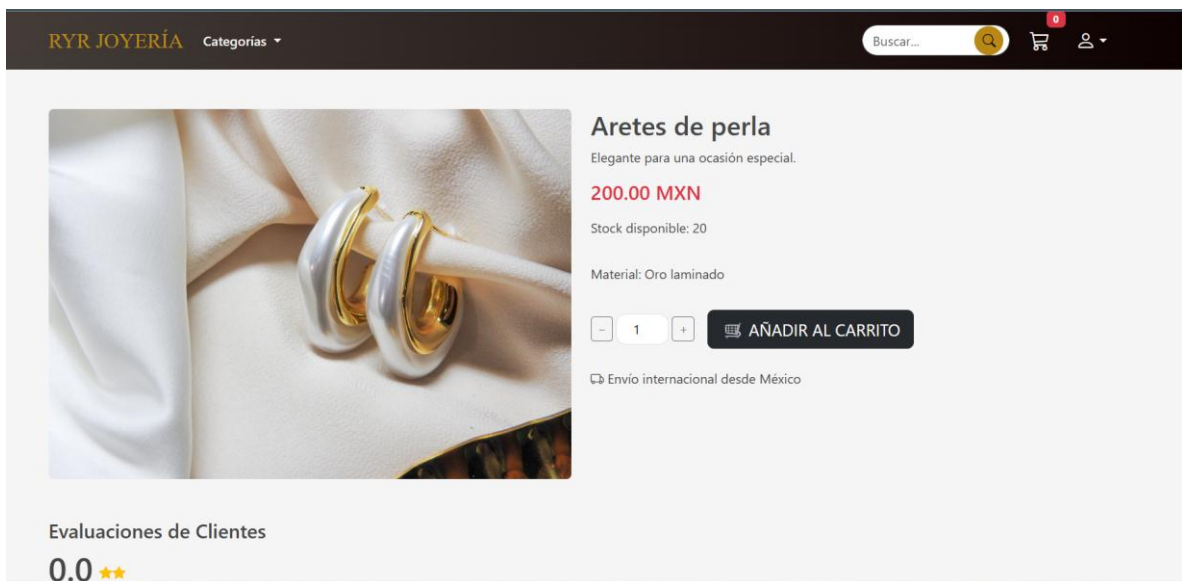 RYR JOYERÍA Categorías Buscar... 0
Aretes de perla
Elegante para una ocasión especial.
200.00 MXN
Stock disponible: 20
Material: Oro laminado
- 1 + AÑADIR AL CARRITO
Envío internacional desde México
Evaluaciones de Clientes
0.0